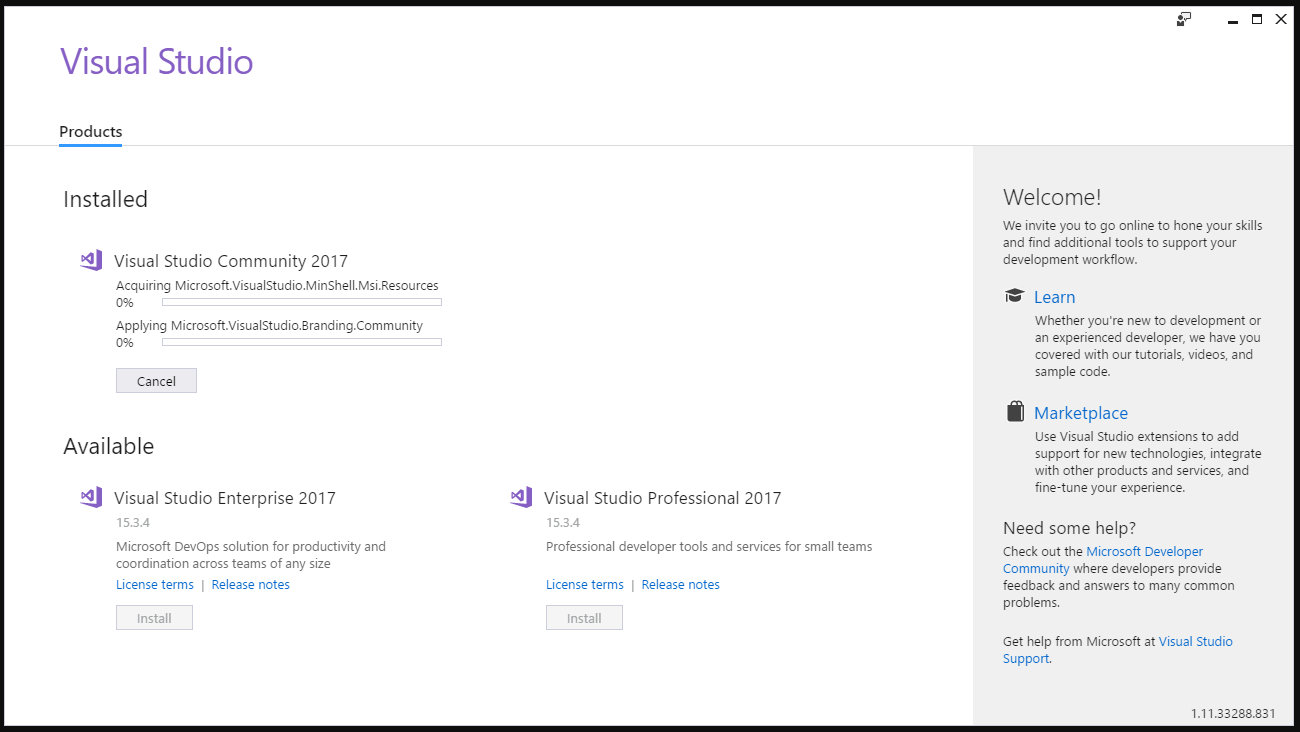 Visual Studio
Products
Installed
Visual Studio Community 2017
Acquiring Microsoft.VisualStudio.MinShell.Msi.Resources
0%
Applying Microsoft.VisualStudio.Branding.Community
0%
Cancel
Available
Visual Studio Enterprise 2017
15.3.4
Microsoft DevOps solution for productivity and
coordination across teams of any size
License terms | Release notes
Install
Visual Studio Professional 2017
15.3.4
Professional developer tools and services for small teams
License terms | Release notes
Install
Welcome!
We invite you to go online to hone your skills
and find additional tools to support your
development workflow.
Learn
Whether you're new to development or
an experienced developer, we have you
covered with our tutorials, videos, and
sample code.
Marketplace
Use Visual Studio extensions to add
support for new technologies, integrate
with other products and services, and
fine-tune your experience.
Need some help?
Check out the Microsoft Developer
Community where developers provide
feedback and answers to many common
problems.
Get help from Microsoft at Visual Studio
Support.
1.11.33288.831